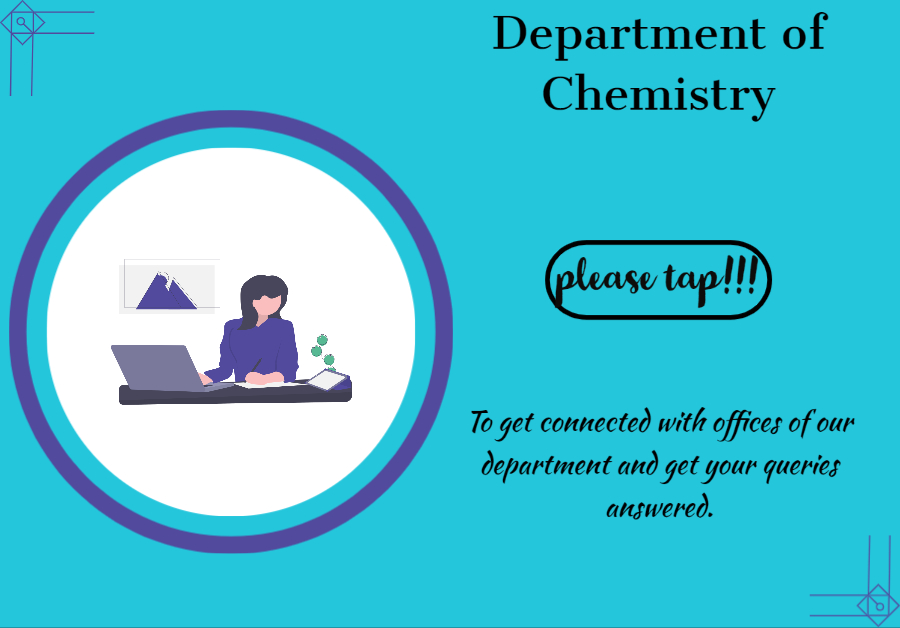 Department of
Chemistry
please tap!!!
To get connected with offices of our
department and get your queries
answered.